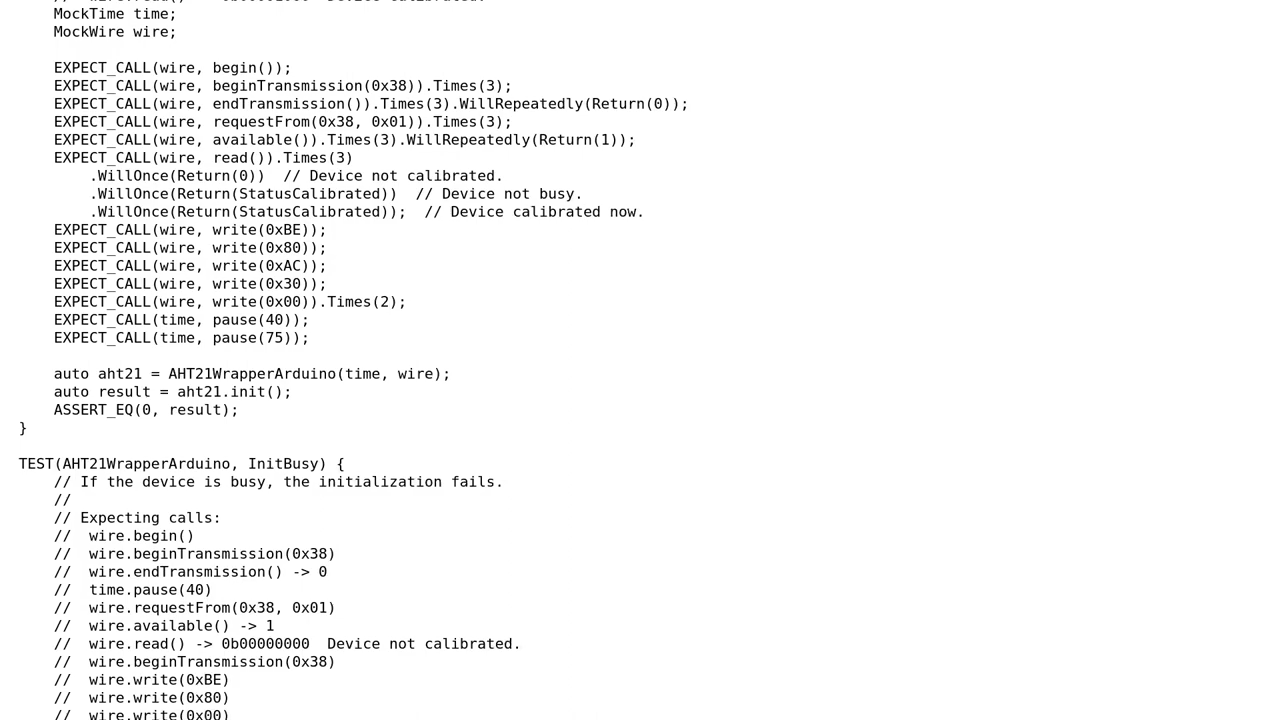 MockTime time;
MockWire wire;
EXPECT_CALL(wire, begin());
EXPECT_CALL(wire, beginTransmission(0x38)).Times(3);
EXPECT_CALL(wire, endTransmission()).Times(3).WillRepeatedly(Return(0));
EXPECT_CALL(wire, requestFrom(0x38, 0x01)).Times(3);
EXPECT_CALL(wire, available()).Times(3).WillRepeatedly(Return(1));
EXPECT_CALL(wire, read()).Times(3)
.WillOnce(Return(0))  // Device not calibrated.
.WillOnce(Return(StatusCalibrated))  // Device not busy.
.WillOnce(Return(StatusCalibrated));  // Device calibrated now.
EXPECT_CALL(wire, write(0xBE));
EXPECT_CALL(wire, write(0x80));
EXPECT_CALL(wire, write(0xAC));
EXPECT_CALL(wire, write(0x30));
EXPECT_CALL(wire, write(0x00)).Times(2);
EXPECT_CALL(time, pause(40));
EXPECT_CALL(time, pause(75));
auto aht21 = AHT21WrapperArduino(time, wire);
auto result = aht21.init();
ASSERT_EQ(0, result);
}
TEST(AHT21WrapperArduino, InitBusy) {
// If the device is busy, the initialization fails.
//
// Expecting calls:
//  wire.begin()
//  wire.beginTransmission(0x38)
//  wire.endTransmission() -> 0
//  time.pause(40)
//  wire.requestFrom(0x38, 0x01)
//  wire.available() -> 1
//  wire.read() -> 0b00000000  Device not calibrated.
//  wire.beginTransmission(0x38)
//  wire.write(0xBE)
//  wire.write(0x80)
//  wire.write(0x00)